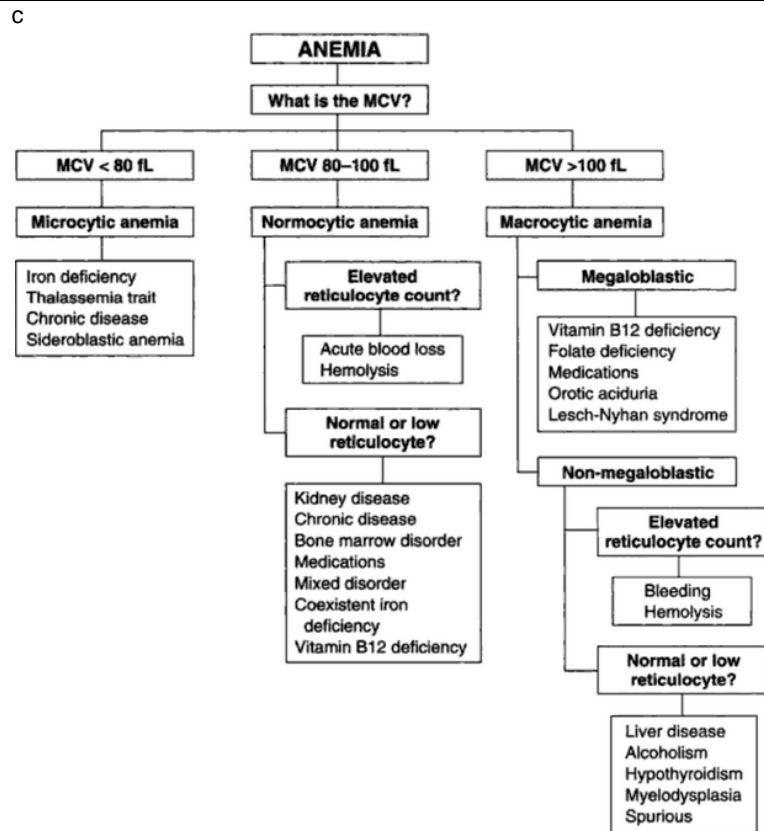 C
ANEMIA
What is the MCV?
MCV < 80 fL
MCV 80–100 fL
MCV >100 fL
Microcytic anemia
Normocytic anemia
Macrocytic anemia
Iron deficiency
Thalassemia trait
Chronic disease
Sideroblastic anemia
Elevated
reticulocyte count?
Acute blood loss
Hemolysis
Normal or low
reticulocyte?
Kidney disease
Chronic disease
Bone marrow disorder
Medications
Mixed disorder
Coexistent iron
deficiency
Vitamin B12 deficiency
Megaloblastic
Vitamin B12 deficiency
Folate deficiency
Medications
Orotic aciduria
Lesch-Nyhan syndrome
Non-megaloblastic
Elevated
reticulocyte count?
Bleeding
Hemolysis
Normal or low
reticulocyte?
Liver disease
Alcoholism
Hypothyroidism
Myelodysplasia
Spurious